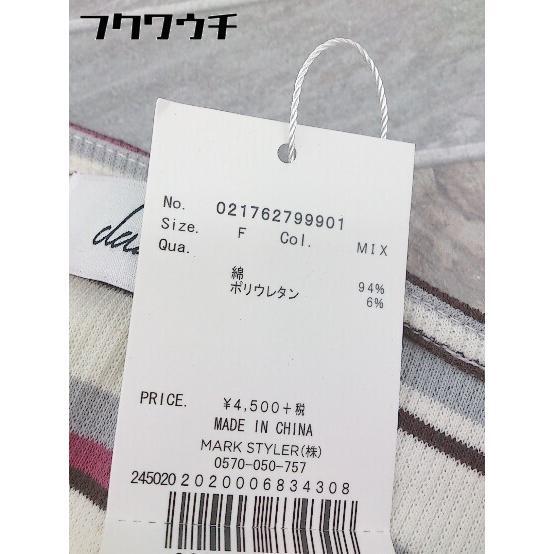 フクワウチ
No. 021762799901
Size. F Col. MIX
Qua.
綿 94%
ポリウレタン 6%
PRICE. ¥4,500+税
MADE IN CHINA
MARK STYLER(株)
0570-050-757
245020 2020006834308